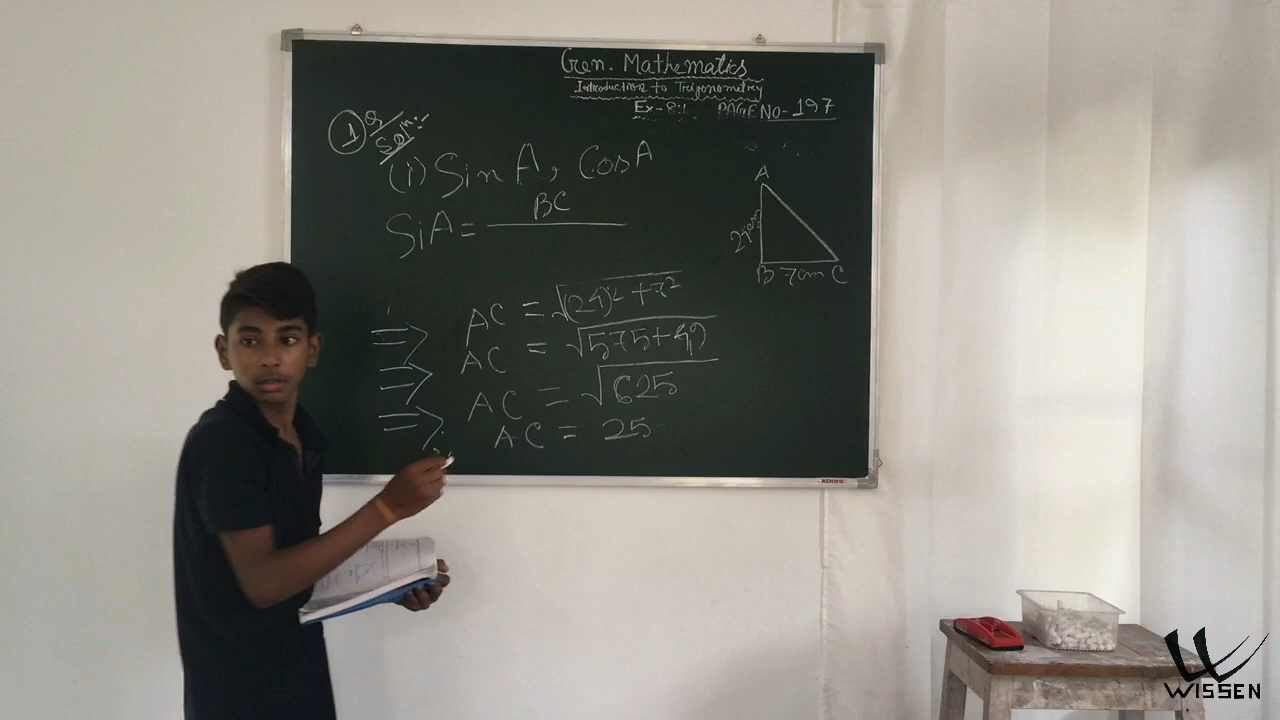 Gen. Mathematics
Introduction to Trigonometry
Ex-8.1 PAGE NO-197
1 Q/Soln:-
(i) Sin A, Cos A
SiA = BC
A
24cm
B 7cm C
=> AC = √(24)² + 7²
=> AC = √575+49
=> AC = √625
AC = 25
KORES
WISSEN